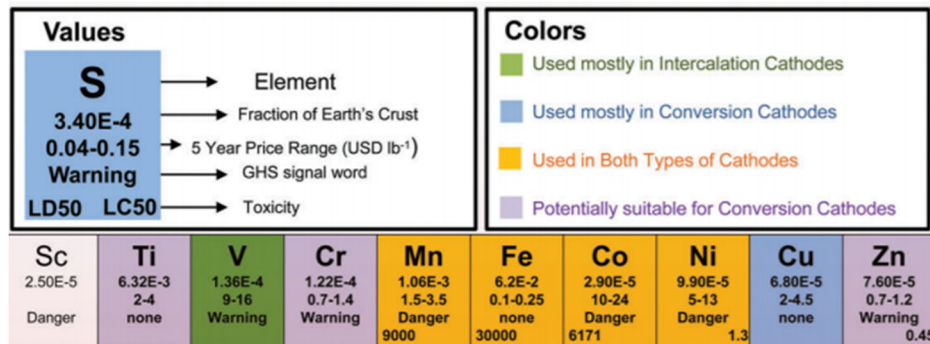 Values
S
3.40E-4
0.04-0.15
Warning
LD50 LC50
Element
Fraction of Earth's Crust
5 Year Price Range (USD lb⁻¹)
GHS signal word
Toxicity
Colors
Used mostly in Intercalation Cathodes
Used mostly in Conversion Cathodes
Used in Both Types of Cathodes
Potentially suitable for Conversion Cathodes
Sc
2.50E-5
Danger
Ti
6.32E-3
2-4
none
V
1.36E-4
9-16
Warning
Cr
1.22E-4
0.7-1.4
Warning
Mn
1.06E-3
1.5-3.5
Danger
9000
Fe
6.2E-2
0.1-0.25
none
30000
Co
2.90E-5
10-24
Danger
6171
Ni
9.90E-5
5-13
Danger
1.3
Cu
6.80E-5
2-4.5
none
Zn
7.60E-5
0.7-1.2
Warning
0.45